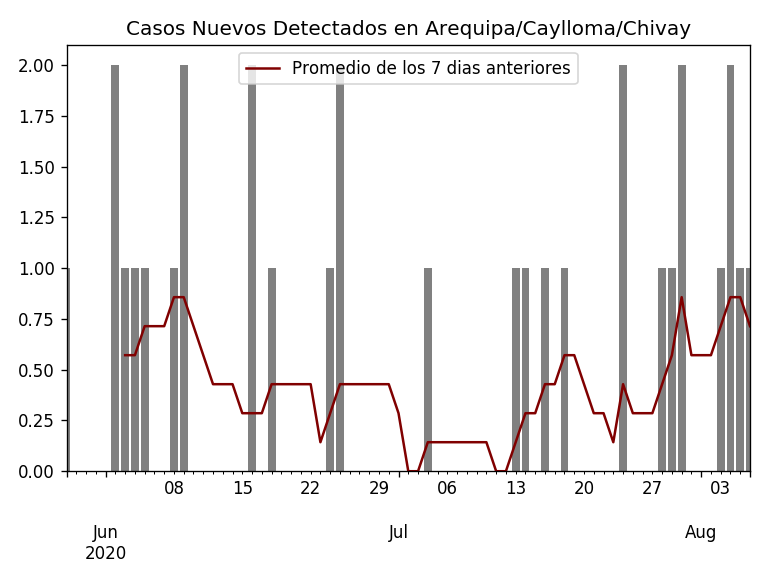 Casos Nuevos Detectados en Arequipa/Caylloma/Chivay
Promedio de los 7 dias anteriores
2.00
1.75
1.50
1.25
1.00
0.75
0.50
0.25
0.00
08 15 22 29 06 13 20 27 03
Jun Jul Aug
2020